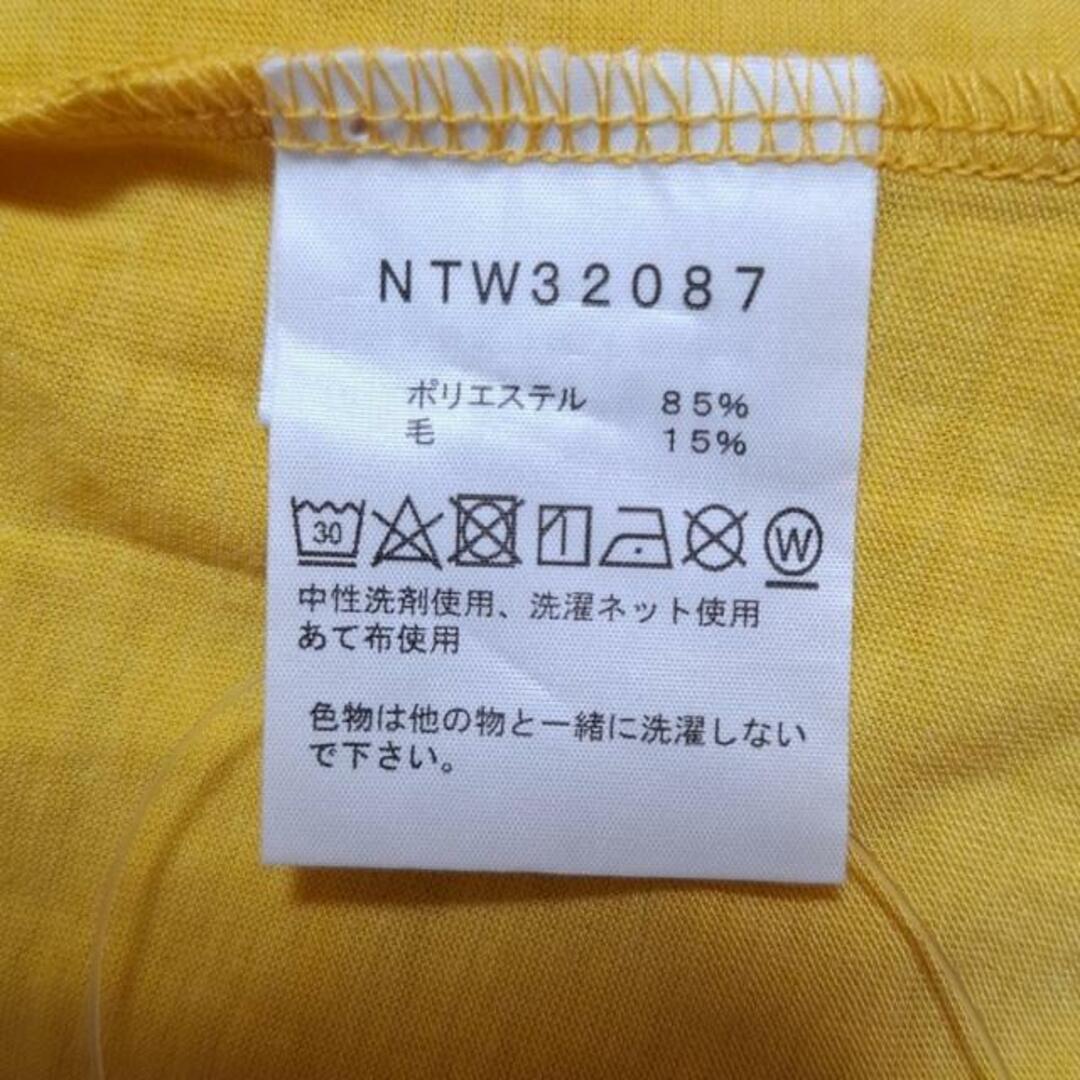 NTW32087
ポリエステル 85%
毛 15%
30 W
中性洗剤使用、洗濯ネット使用
あて布使用
色物は他の物と一緒に洗濯しない
で下さい。